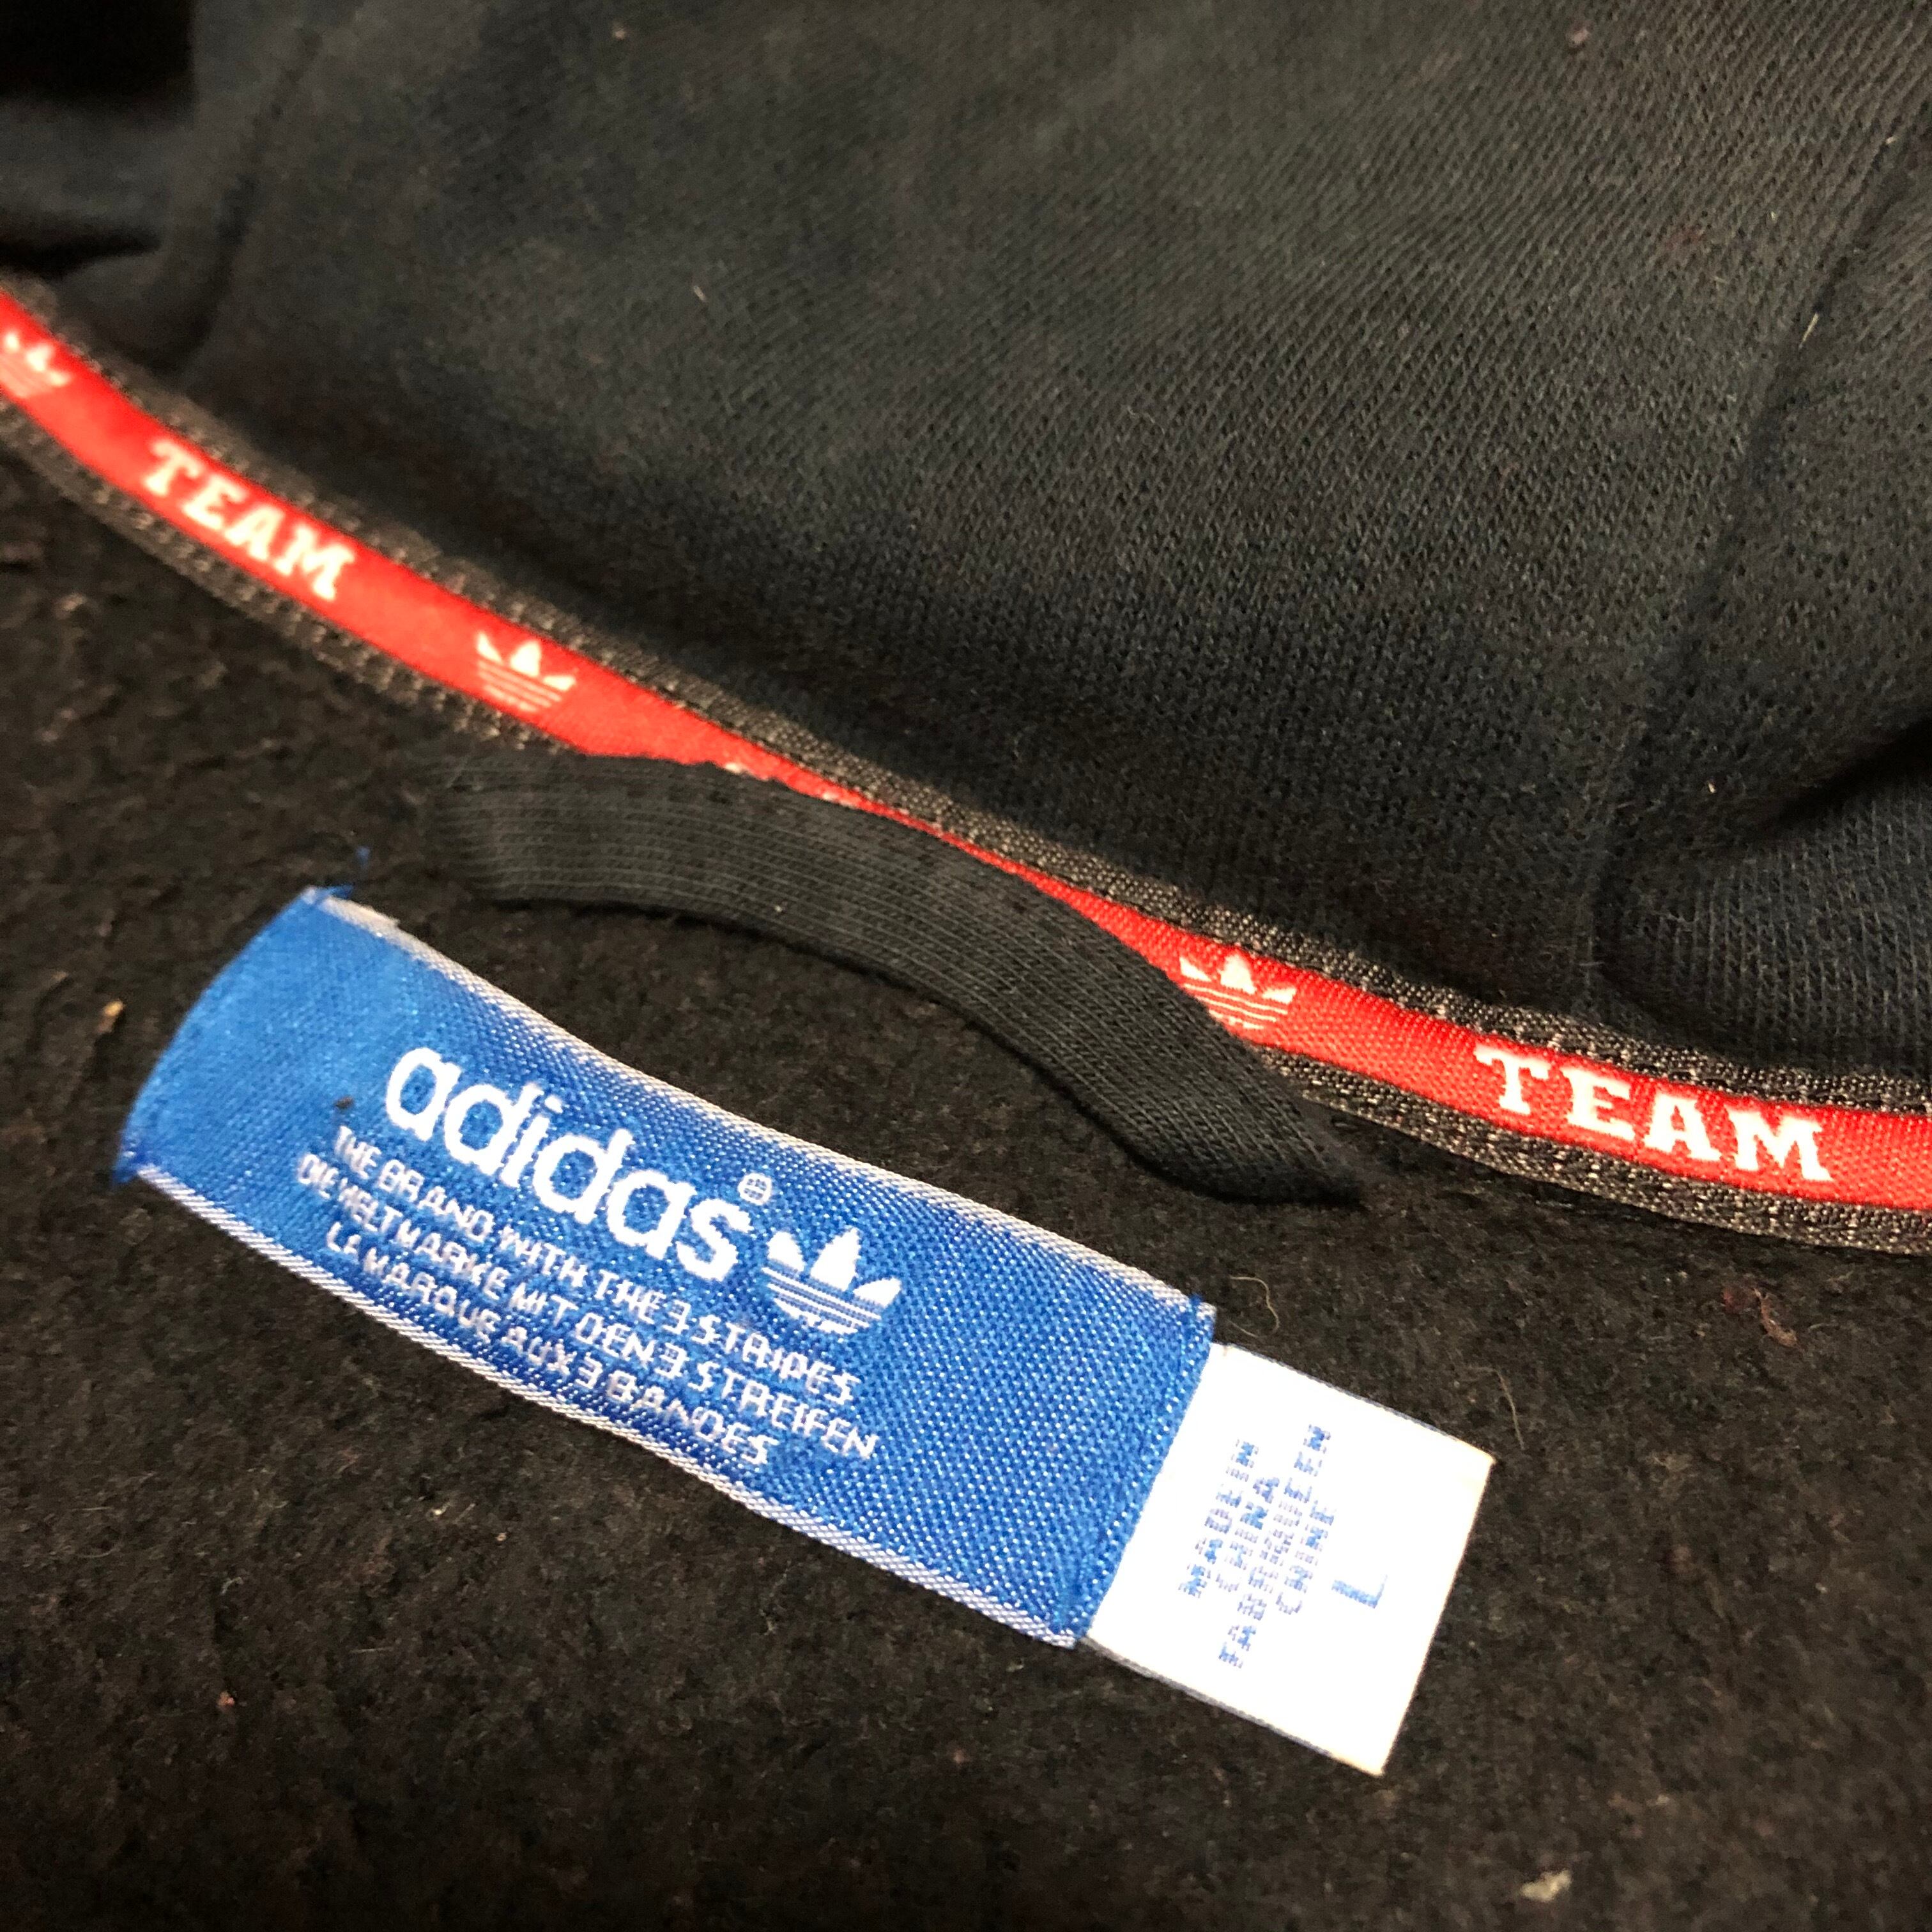 TEAM
TEAM
adidas®
THE BRAND WITH THE 3 STRIPES
DIE WELTMARKE MIT DEN 3 STREIFEN
LA MARQUE AUX 3 BANDES
MADE IN
CHINA
FABRIQUÉ EN
CHINE
L